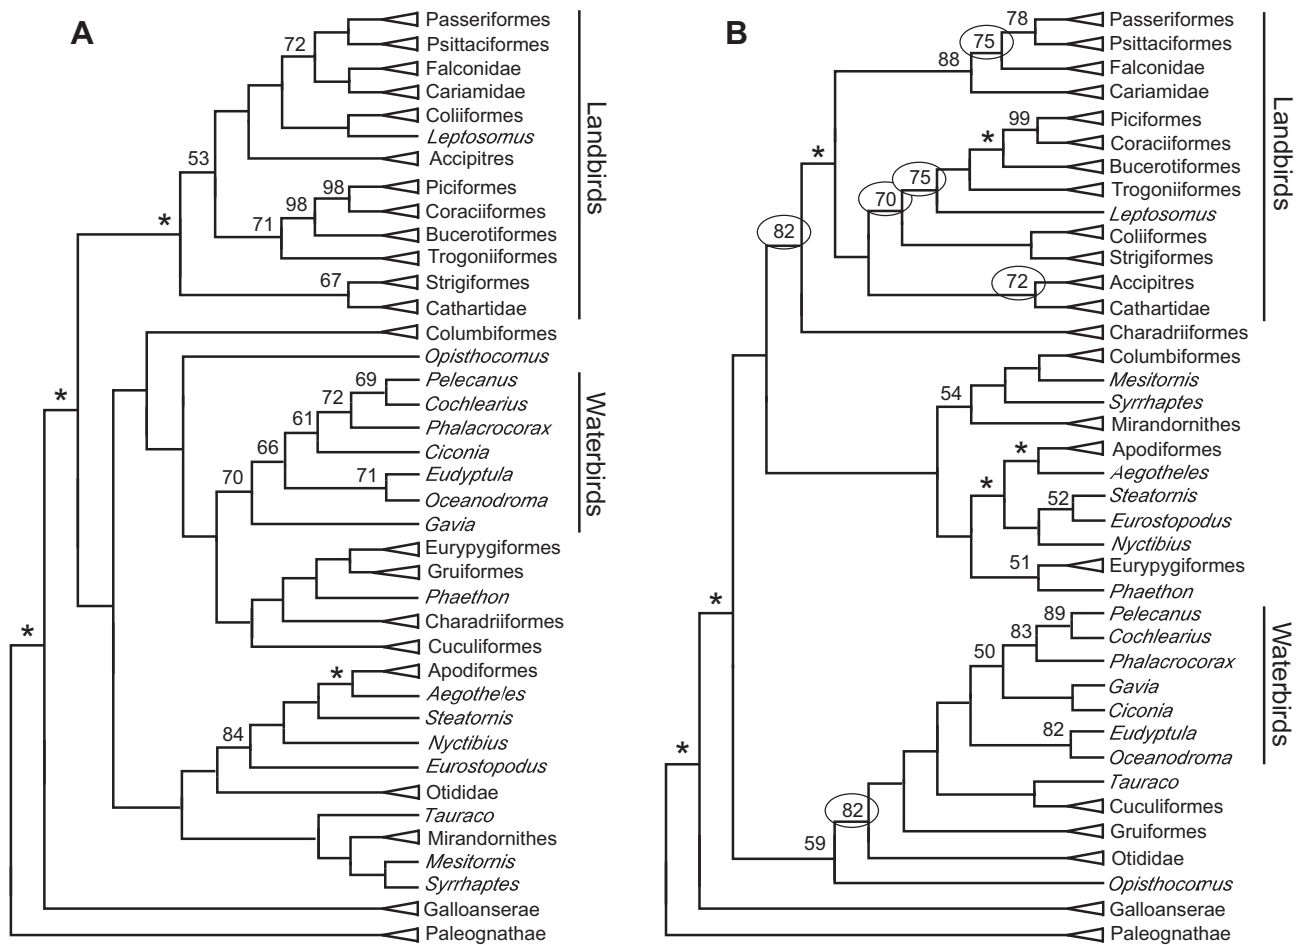 A
72
Passeriformes
Psittaciformes
Falconidae
Cariamidae
Coliiformes
Leptosomus
53
Accipitres
98
Piciformes
98
Coraciiformes
71
Bucerotiformes
*
Trogoniiformes
67
Strigiformes
Cathartidae
Landbirds
Columbiformes
Opisthocomus
*
69
Pelecanus
72
Cochlearius
61
Phalacrocorax
66
Ciconia
70
71
Eudyptula
Oceanodroma
Gavia
Waterbirds
Eurypygiformes
Gruiformes
Phaethon
Charadriiformes
Cuculiformes
*
*
Apodiformes
Aegotheles
Steatornis
84
Nyctibius
Eurostopodus
Otididae
Tauraco
Mirandornithes
Mesitornis
Syrrhaptes
Galloanserae
Paleognathae
B
78
Passeriformes
75
Psittaciformes
88
Falconidae
Cariamidae
99
Piciformes
*
Coraciiformes
*
Bucerotiformes
75
Trogoniiformes
70
Leptosomus
82
Coliiformes
Strigiformes
72
Accipitres
Cathartidae
Landbirds
Charadriiformes
Columbiformes
Mesitornis
54
Syrrhaptes
Mirandornithes
*
Apodiformes
*
Aegotheles
52
Steatornis
Eurostopodus
Nyctibius
51
Eurypygiformes
Phaethon
*
89
Pelecanus
83
Cochlearius
50
Phalacrocorax
Gavia
Ciconia
82
Eudyptula
Oceanodroma
Waterbirds
*
Tauraco
82
Cuculiformes
59
Gruiformes
Otididae
Opisthocomus
Galloanserae
Paleognathae